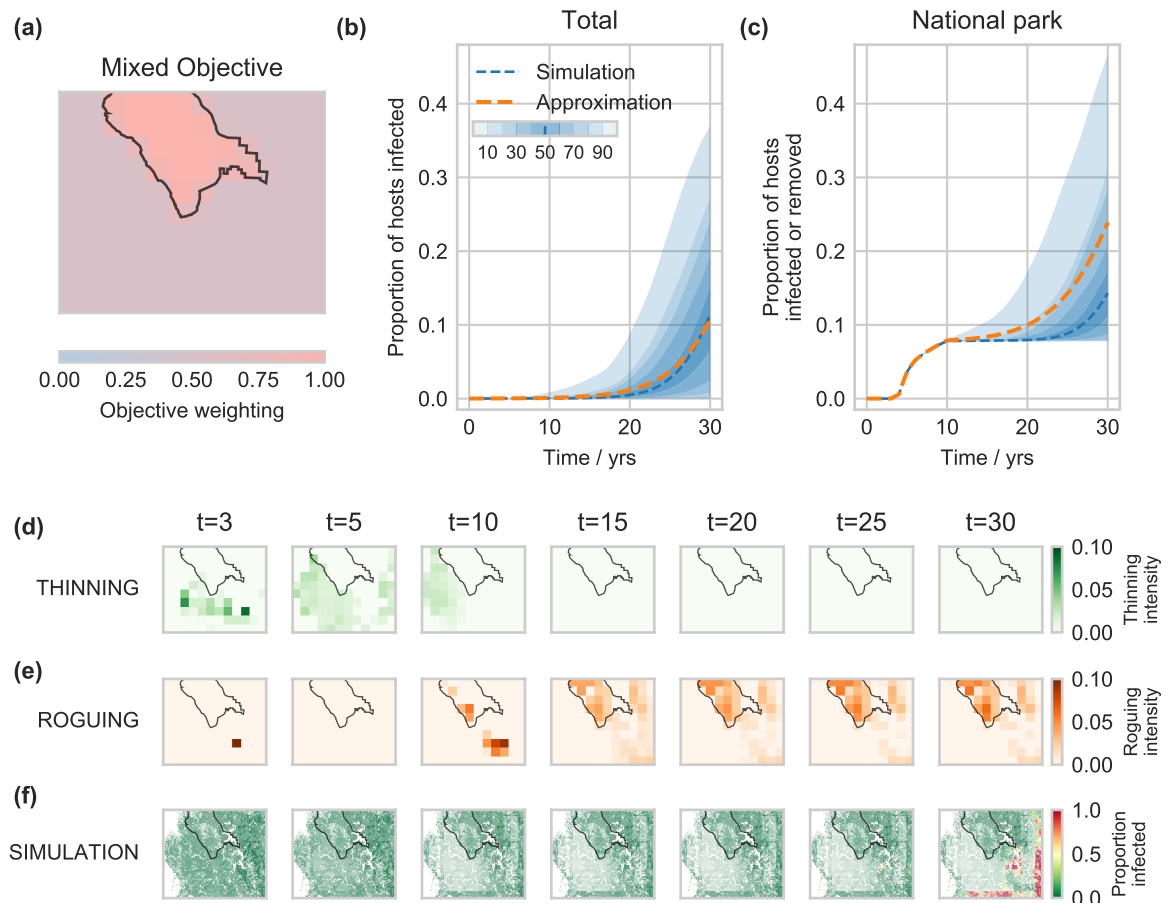 (a)
Mixed Objective
0.00 0.25 0.50 0.75 1.00
Objective weighting
(b)
Total
Proportion of hosts infected
0.4
0.3
0.2
0.1
0.0
Simulation
Approximation
10 30 50 70 90
0 10 20 30
Time / yrs
(c)
National park
Proportion of hosts
infected or removed
0.4
0.3
0.2
0.1
0.0
0 10 20 30
Time / yrs
(d)
t=3 t=5 t=10 t=15 t=20 t=25 t=30
THINNING
0.10
0.05
0.00
Thinning
intensity
(e)
ROGUING
0.10
0.05
0.00
Roguing
intensity
(f)
SIMULATION
1.0
0.5
0.0
Proportion
infected